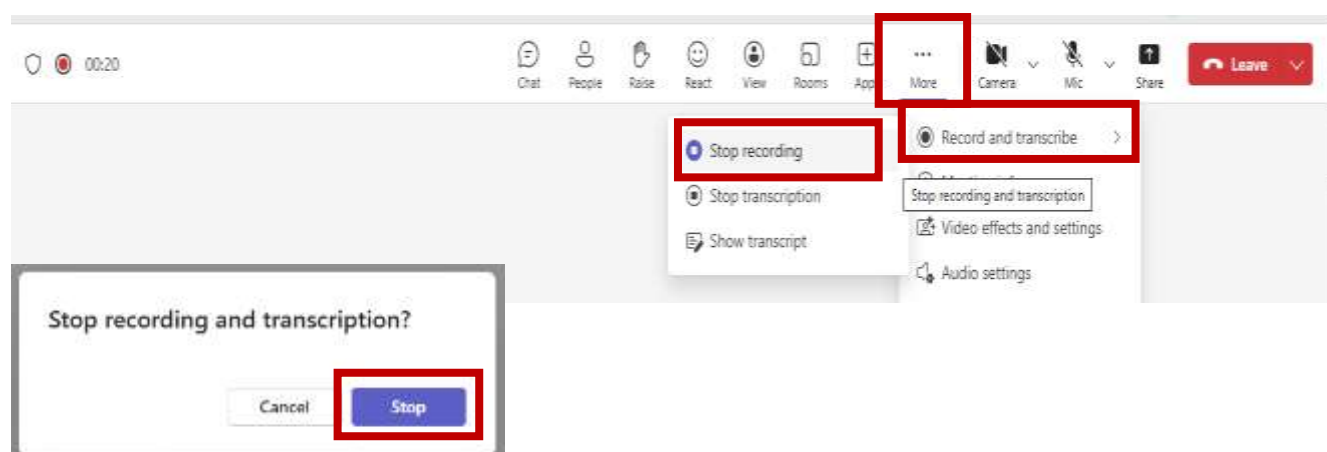 00:20
Chat People Raise React View Rooms App More Camera Mic Share Leave
Stop recording
Record and transcribe
Stop transcription
Stop recording and transcription
Show transcript
Video effects and settings
Audio settings
Stop recording and transcription?
Cancel Stop